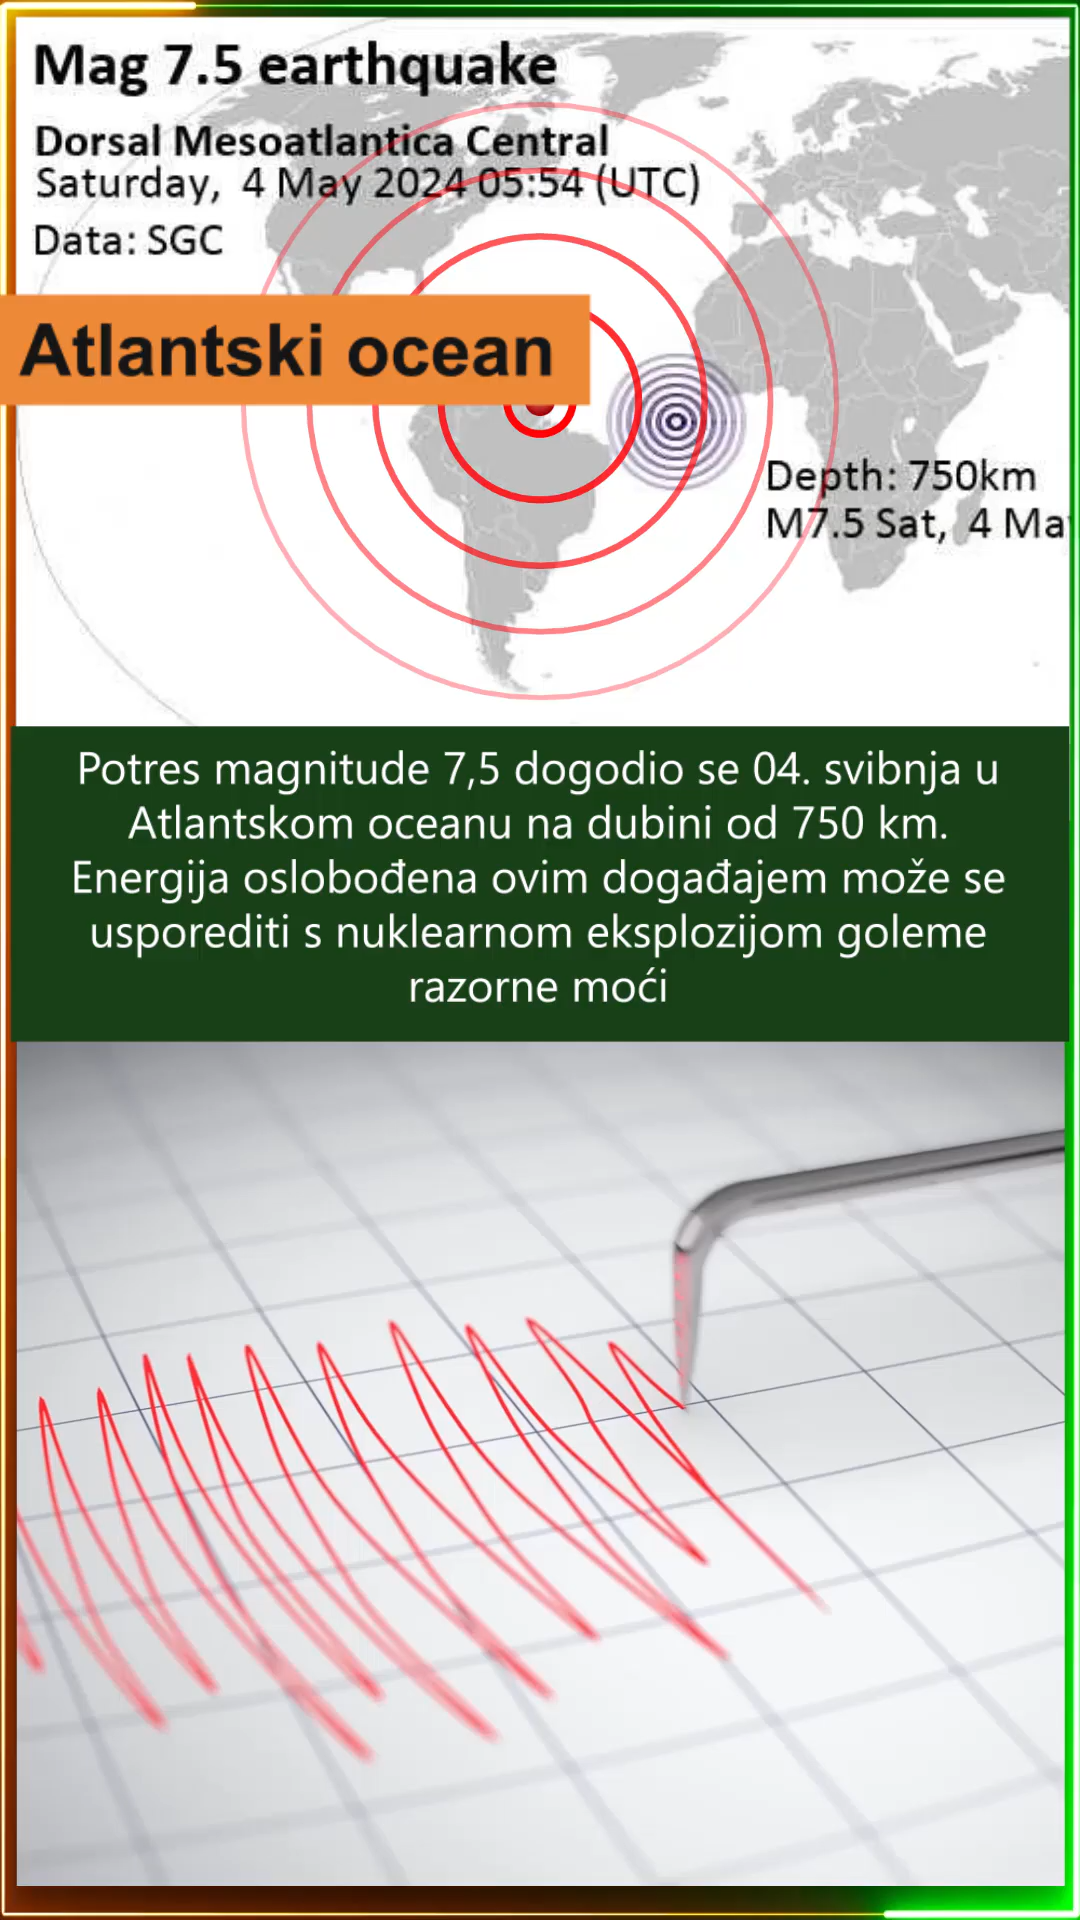 Mag 7.5 earthquake
Dorsal Mesoatlantica Central
Saturday, 4 May 2024 05:54 (UTC)
Data: SGC
Atlantski ocean
Depth: 750km
M7.5 Sat, 4 May
Potres magnitude 7,5 dogodio se 04. svibnja u
Atlantskom oceanu na dubini od 750 km.
Energija oslobođena ovim događajem može se
usporediti s nuklearnom eksplozijom goleme
razorne moći